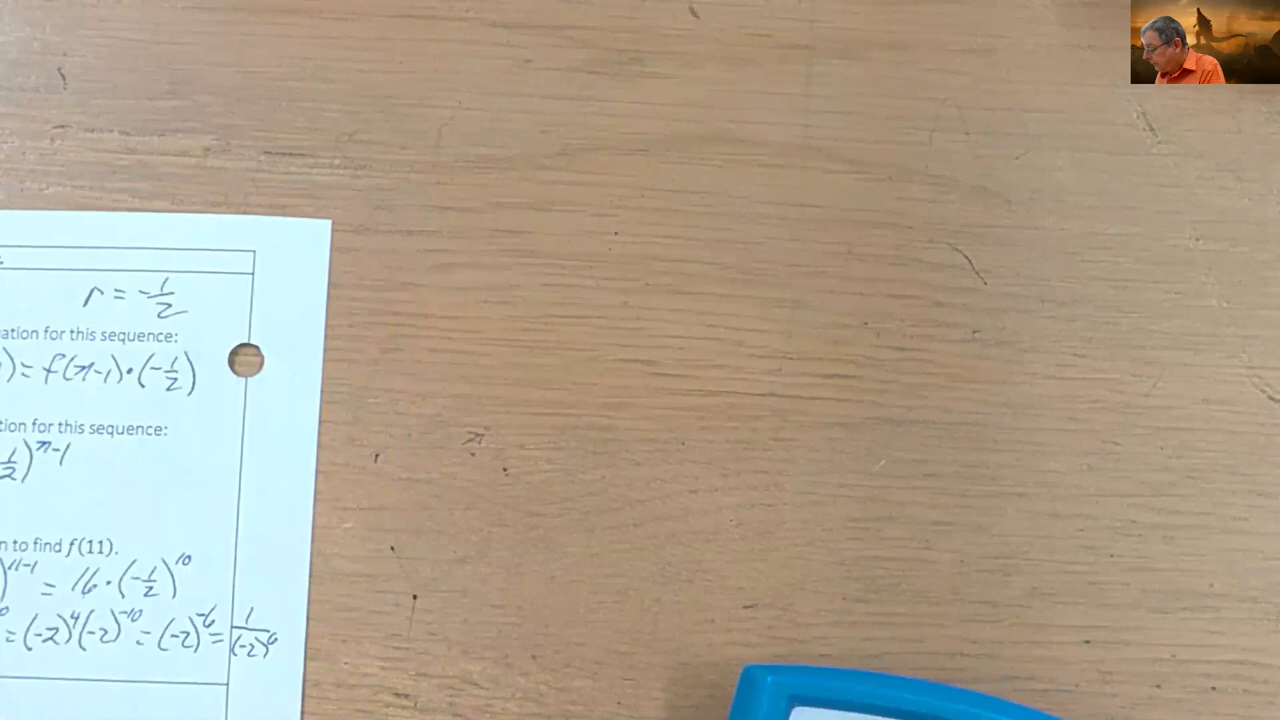 r = -1/2
ation for this sequence:
) = f(n-1)·(-1/2)
tion for this sequence:
1/2)^n-1
n to find f(11).
)^11-1 = 16·(-1/2)^10
= (-2)^4(-2)^-10 = (-2)^-6 = 1/(-2)^6